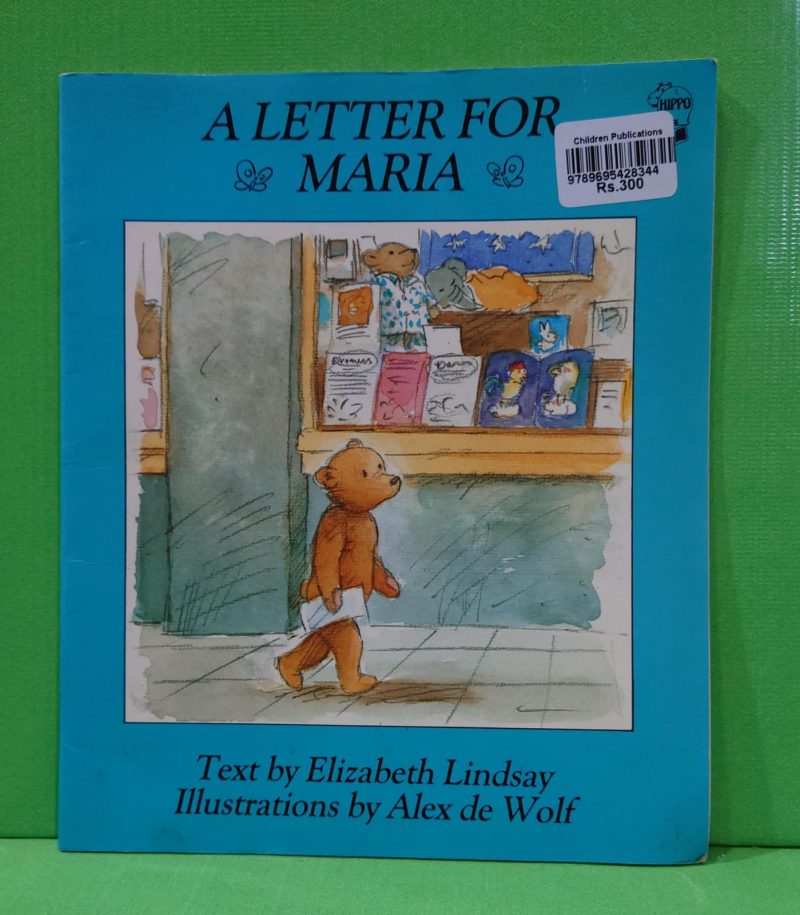 A LETTER FOR
MARIA
HIPPO
Children Publications
9789695428344
Rs.300
Text by Elizabeth Lindsay
Illustrations by Alex de Wolf